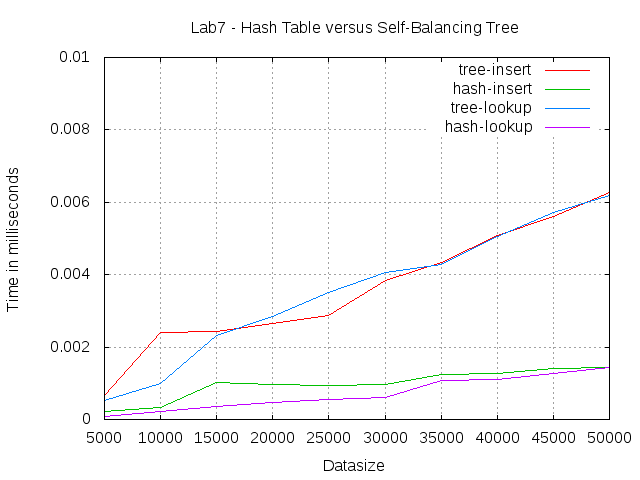 Lab7 - Hash Table versus Self-Balancing Tree
0.01
0.008
0.006
0.004
0.002
0
Time in milliseconds
tree-insert
hash-insert
tree-lookup
hash-lookup
5000 10000 15000 20000 25000 30000 35000 40000 45000 50000
Datasize